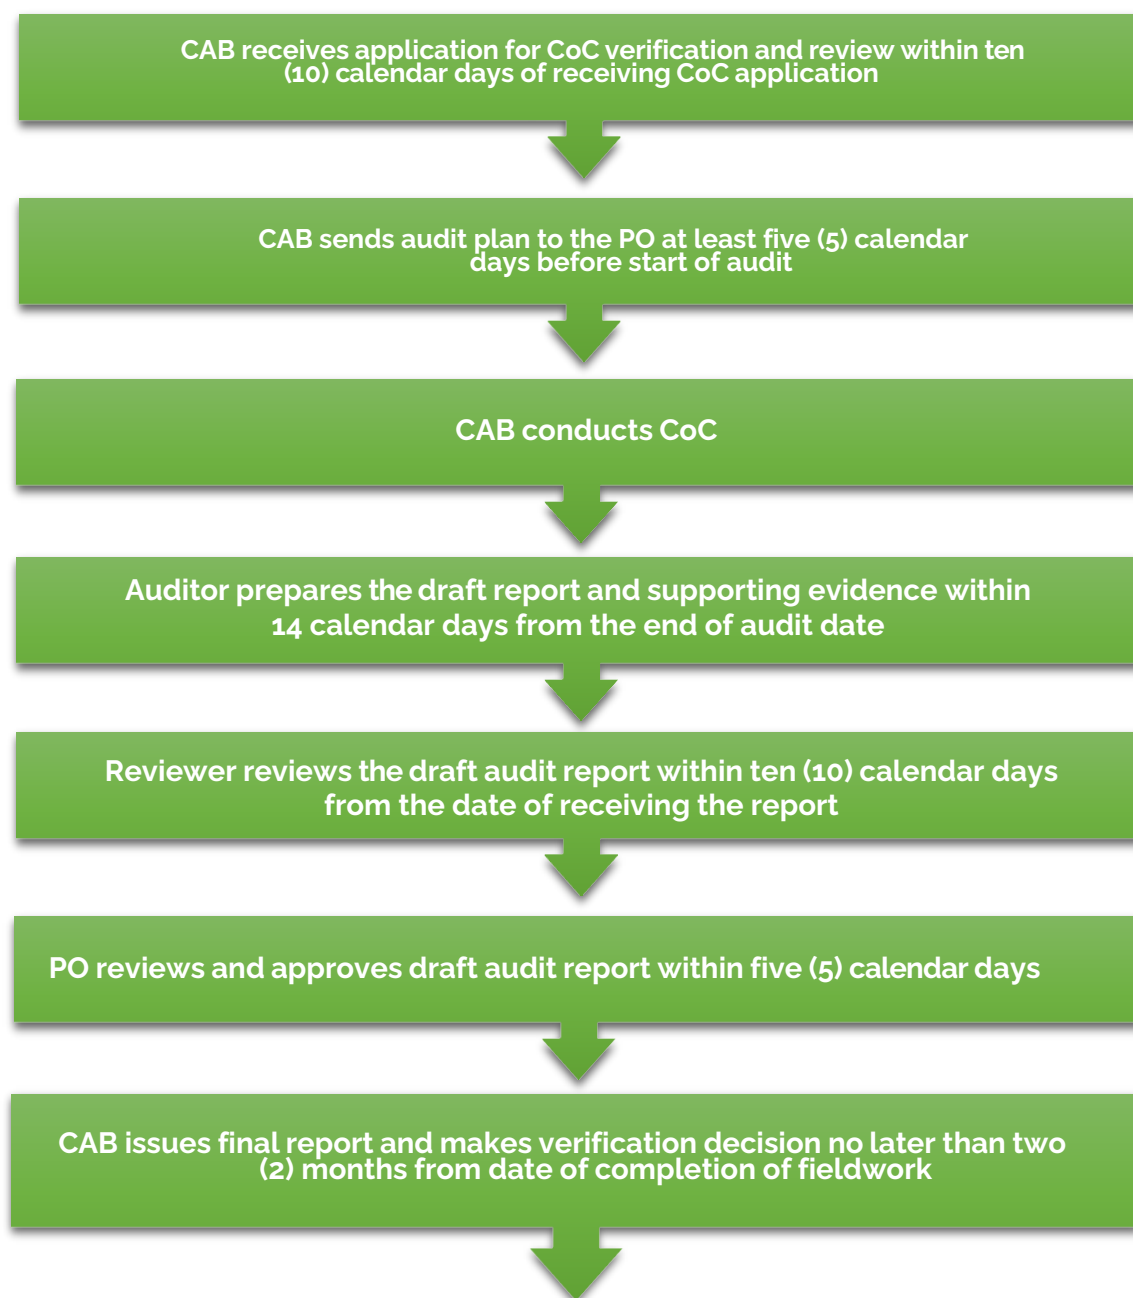 CAB receives application for CoC verification and review within ten
(10) calendar days of receiving CoC application
CAB sends audit plan to the PO at least five (5) calendar
days before start of audit
CAB conducts CoC
Auditor prepares the draft report and supporting evidence within
14 calendar days from the end of audit date
Reviewer reviews the draft audit report within ten (10) calendar days
from the date of receiving the report
PO reviews and approves draft audit report within five (5) calendar days
CAB issues final report and makes verification decision no later than two
(2) months from date of completion of fieldwork